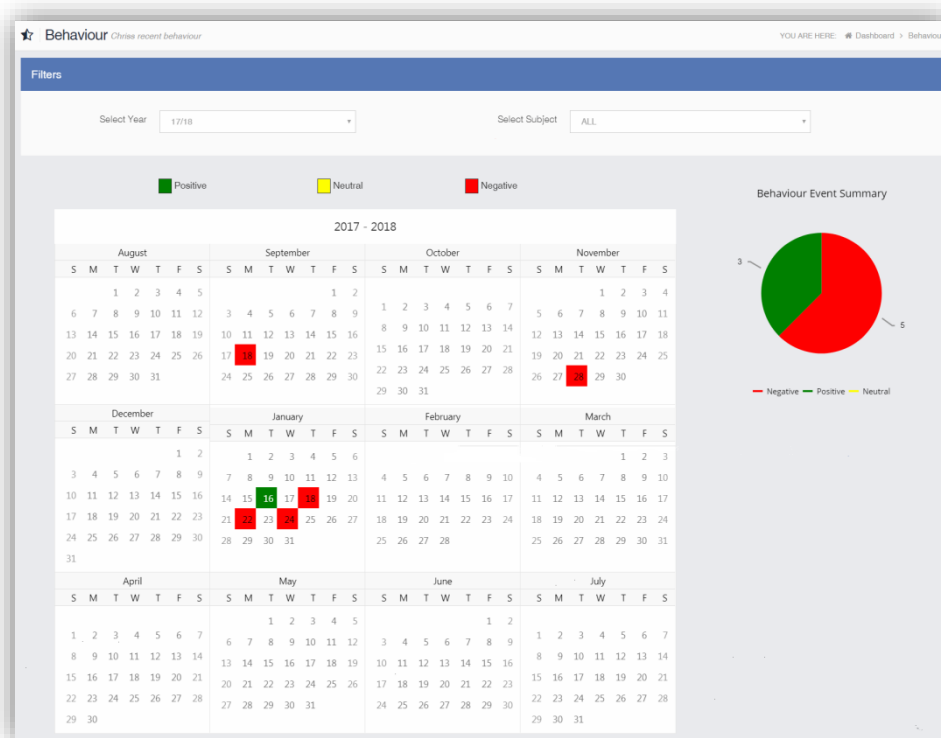 Behaviour Chriss recent behaviour
YOU ARE HERE: Dashboard > Behaviour
Filters
Select Year 17/18
Select Subject ALL
Positive Neutral Negative
2017 - 2018
August September October November
S M T W T F S S M T W T F S S M T W T F S S M T W T F S
1 2 3 4 5 1 2 1 2 3 4 5 6 7 1 2 3 4
6 7 8 9 10 11 12 3 4 5 6 7 8 9 8 9 10 11 12 13 14 5 6 7 8 9 10 11
13 14 15 16 17 18 19 10 11 12 13 14 15 16 15 16 17 18 19 20 21 12 13 14 15 16 17 18
20 21 22 23 24 25 26 17 18 19 20 21 22 23 22 23 24 25 26 27 28 19 20 21 22 23 24 25
27 28 29 30 31 24 25 26 27 28 29 30 29 30 31 26 27 28 29 30
December January February March
S M T W T F S S M T W T F S S M T W T F S S M T W T F S
1 2 1 2 3 4 5 6 1 2 3
3 4 5 6 7 8 9 7 8 9 10 11 12 13 4 5 6 7 8 9 10 4 5 6 7 8 9 10
10 11 12 13 14 15 16 14 15 16 17 18 19 20 11 12 13 14 15 16 17 11 12 13 14 15 16 17
17 18 19 20 21 22 23 21 22 23 24 25 26 27 18 19 20 21 22 23 24 18 19 20 21 22 23 24
24 25 26 27 28 29 30 28 29 30 31 25 26 27 28 25 26 27 28 29 30 31
31
April May June July
S M T W T F S S M T W T F S S M T W T F S S M T W T F S
1 2 3 4 5 6 7 1 2 3 4 5 1 2 1 2 3 4 5 6 7
8 9 10 11 12 13 14 6 7 8 9 10 11 12 3 4 5 6 7 8 9 8 9 10 11 12 13 14
15 16 17 18 19 20 21 13 14 15 16 17 18 19 10 11 12 13 14 15 16 15 16 17 18 19 20 21
22 23 24 25 26 27 28 20 21 22 23 24 25 26 17 18 19 20 21 22 23 22 23 24 25 26 27 28
29 30 27 28 29 30 31 24 25 26 27 28 29 30 29 30 31
Behaviour Event Summary
3
5
Negative Positive Neutral